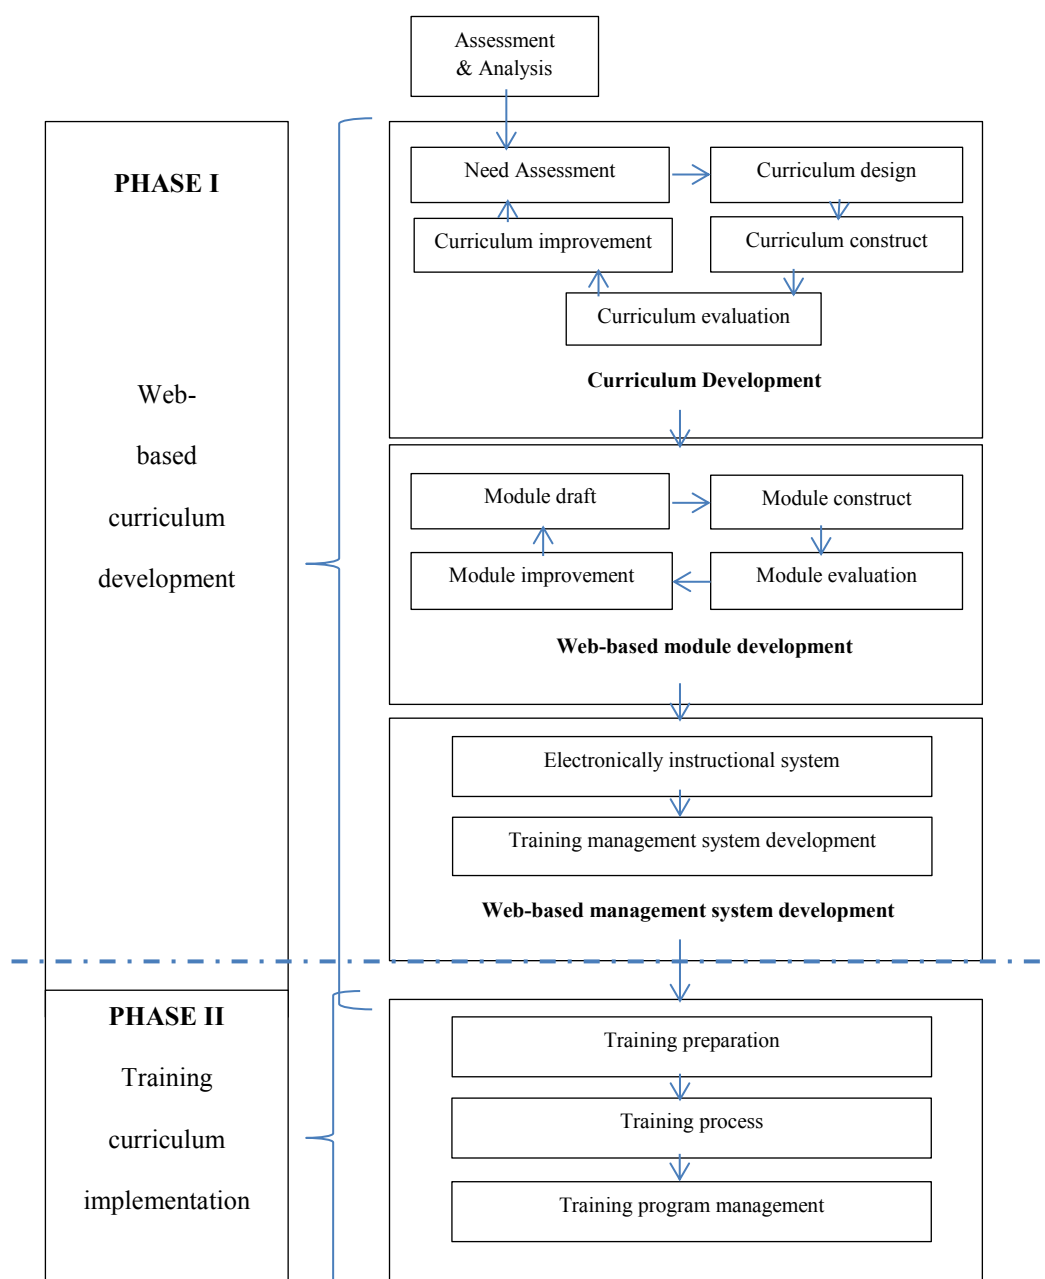 Assessment
& Analysis
PHASE I
Web-
based
curriculum
development
Need Assessment
Curriculum design
Curriculum improvement
Curriculum construct
Curriculum evaluation
Curriculum Development
Module draft
Module construct
Module improvement
Module evaluation
Web-based module development
Electronically instructional system
Training management system development
Web-based management system development
PHASE II
Training
curriculum
implementation
Training preparation
Training process
Training program management